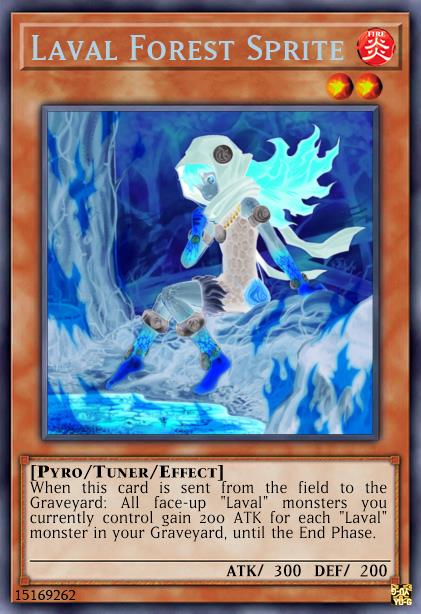 Laval Forest Sprite
FIRE
炎
[Pyro/Tuner/Effect]
When this card is sent from the field to the
Graveyard: All face-up "Laval" monsters you
currently control gain 200 ATK for each "Laval"
monster in your Graveyard, until the End Phase.
ATK/ 300 DEF/ 200
15169262